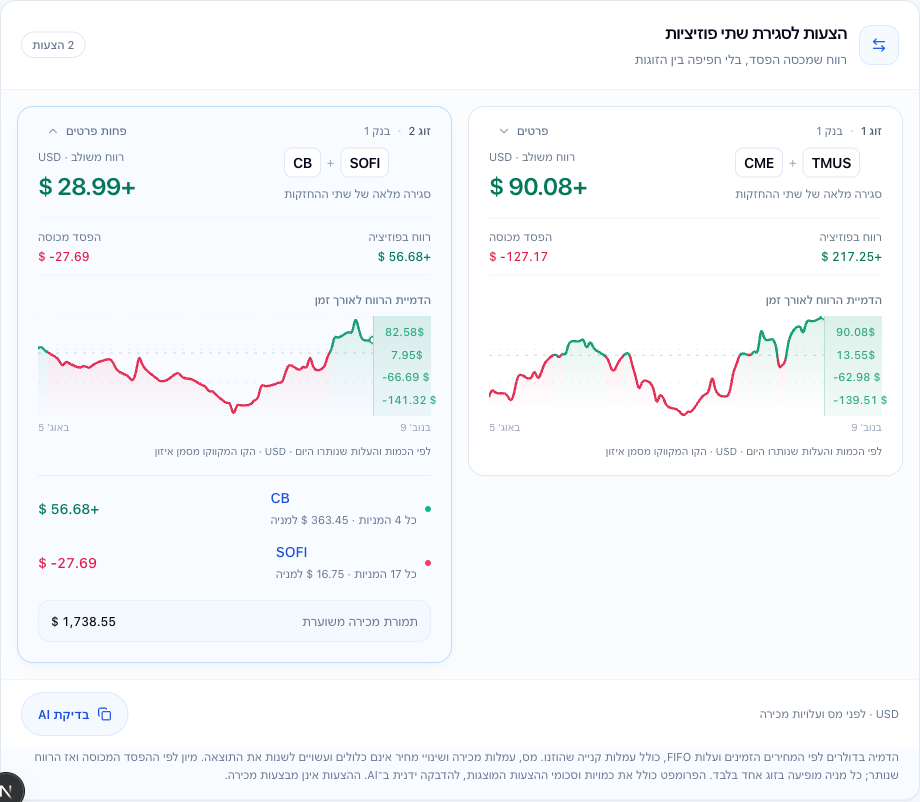 הצעות לסגירת שתי פוזיציות
רווח שמכסה הפסד, בלי חפיפה בין הזוגות
2 הצעות
זוג 1 · בנק 1
פרטים
TMUS + CME
רווח משולב · USD
$ 90.08+
סגירה מלאה של שתי ההחזקות
רווח בפוזיציה
$ 217.25+
הפסד מכוסה
$ -127.17
הדמיית הרווח לאורך זמן
90.08$
13.55$
-62.98 $
-139.51 $
5 באוג׳
9 בנוב׳
לפי הכמות והעלות שנותרו היום · USD · הקו המקווקו מסמן איזון
זוג 2 · בנק 1
פחות פרטים
SOFI + CB
רווח משולב · USD
$ 28.99+
סגירה מלאה של שתי ההחזקות
רווח בפוזיציה
$ 56.68+
הפסד מכוסה
$ -27.69
הדמיית הרווח לאורך זמן
82.58$
7.95$
-66.69 $
-141.32 $
5 באוג׳
9 בנוב׳
לפי הכמות והעלות שנותרו היום · USD · הקו המקווקו מסמן איזון
CB
כל 4 המניות · 363.45 $ למניה
$ 56.68+
SOFI
כל 17 המניות · 16.75 $ למניה
$ -27.69
תמורת מכירה משוערת
$ 1,738.55
USD · לפני מס ועלויות מכירה
בדיקת AI
הדמיה בדולרים לפי המחירים הזמינים ועלות FIFO, כולל עמלות קנייה שהוזנו. מס, עמלות מכירה ושינויי מחיר אינם כלולים ועשויים לשנות את התוצאה. מיון לפי ההפסד המכוסה ואז הרווח
שנותר; כל מניה מופיעה בזוג אחד בלבד. הפרומפט כולל את כמויות וסכומי ההצעות המוצגות, להדבקה ידנית ב־AI. ההצעות אינן מבצעות מכירה.
N